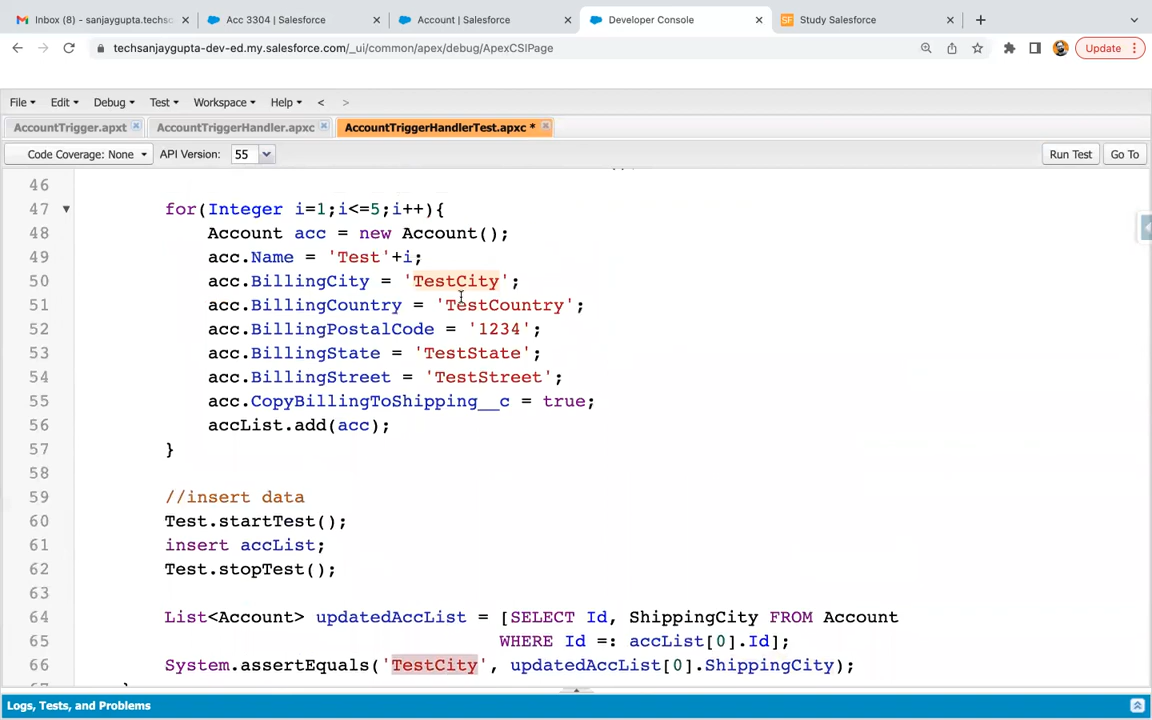 Inbox (9) - sanjaygupta.techsc
Acc 3304 | Salesforce
Account | Salesforce
Developer Console
SF Study Salesforce
techsanjaygupta-dev-ed.my.salesforce.com/_ui/common/apex/debug/ApexCSIPage
Update
File Edit Debug Test Workspace Help < >
AccountTrigger.apxt AccountTriggerHandler.apxc AccountTriggerHandlerTest.apxc *
Code Coverage: None API Version: 55 Run Test Go To
46
47 for(Integer i=1;i<=5;i++){
48 Account acc = new Account();
49 acc.Name = 'Test'+i;
50 acc.BillingCity = 'TestCity';
51 acc.BillingCountry = 'TestCountry';
52 acc.BillingPostalCode = '1234';
53 acc.BillingState = 'TestState';
54 acc.BillingStreet = 'TestStreet';
55 acc.CopyBillingToShipping__c = true;
56 accList.add(acc);
57 }
58
59 //insert data
60 Test.startTest();
61 insert accList;
62 Test.stopTest();
63
64 List<Account> updatedAccList = [SELECT Id, ShippingCity FROM Account
65 WHERE Id =: accList[0].Id];
66 System.assertEquals('TestCity', updatedAccList[0].ShippingCity);
Logs, Tests, and Problems